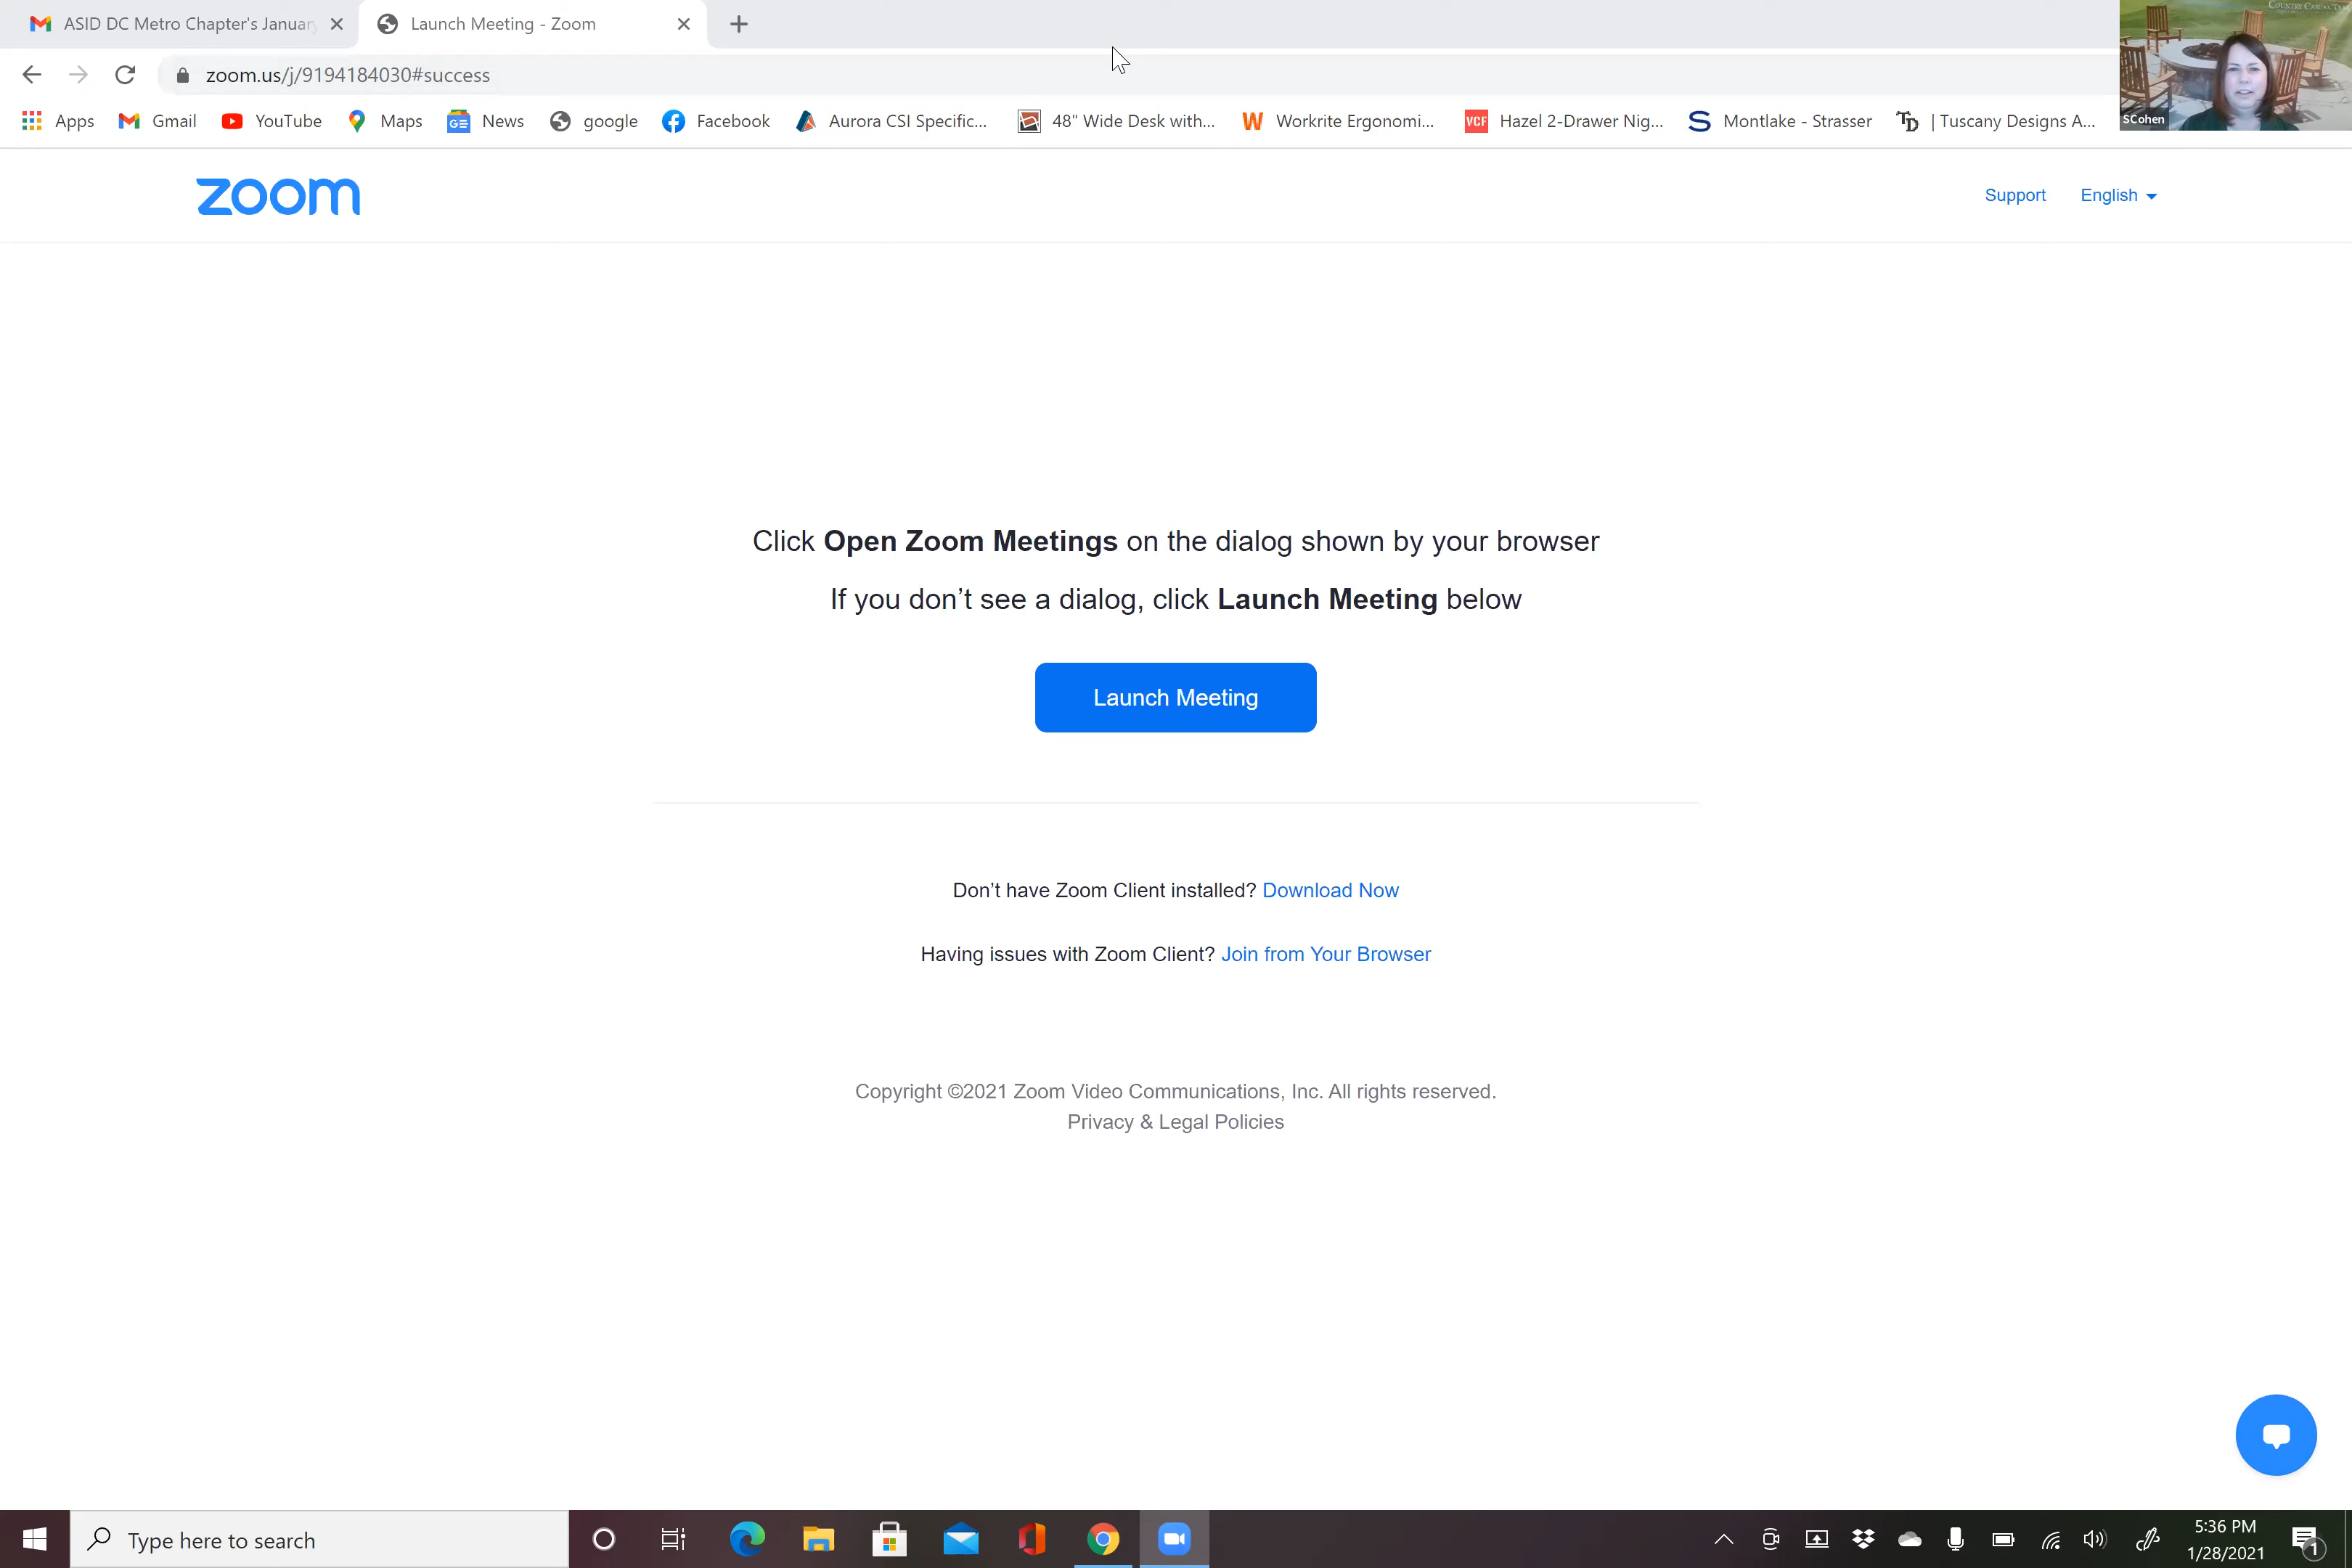 ASID DC Metro Chapter's January
Launch Meeting - Zoom
zoom.us/j/9194184030#success
Apps
Gmail
YouTube
Maps
News
google
Facebook
Aurora CSI Specific...
48" Wide Desk with...
Workrite Ergonomi...
VCF
Hazel 2-Drawer Nig...
Montlake - Strasser
| Tuscany Designs A...
SCohen
zoom
Support
English
Click Open Zoom Meetings on the dialog shown by your browser
If you don't see a dialog, click Launch Meeting below
Launch Meeting
Don't have Zoom Client installed? Download Now
Having issues with Zoom Client? Join from Your Browser
Copyright ©2021 Zoom Video Communications, Inc. All rights reserved.
Privacy & Legal Policies
Type here to search
5:36 PM
1/28/2021
1